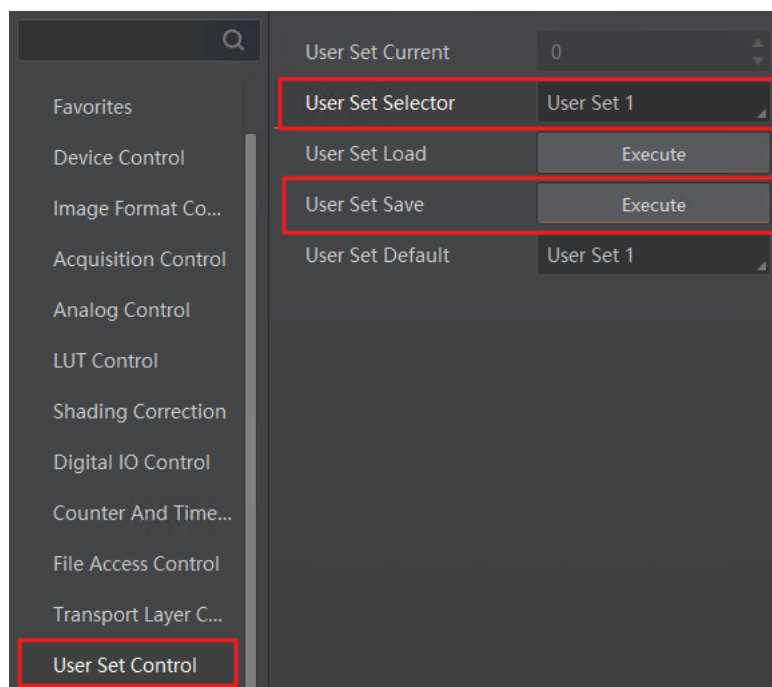 Favorites
Device Control
Image Format Co...
Acquisition Control
Analog Control
LUT Control
Shading Correction
Digital IO Control
Counter And Time...
File Access Control
Transport Layer C...
User Set Control
User Set Current 0
User Set Selector User Set 1
User Set Load Execute
User Set Save Execute
User Set Default User Set 1